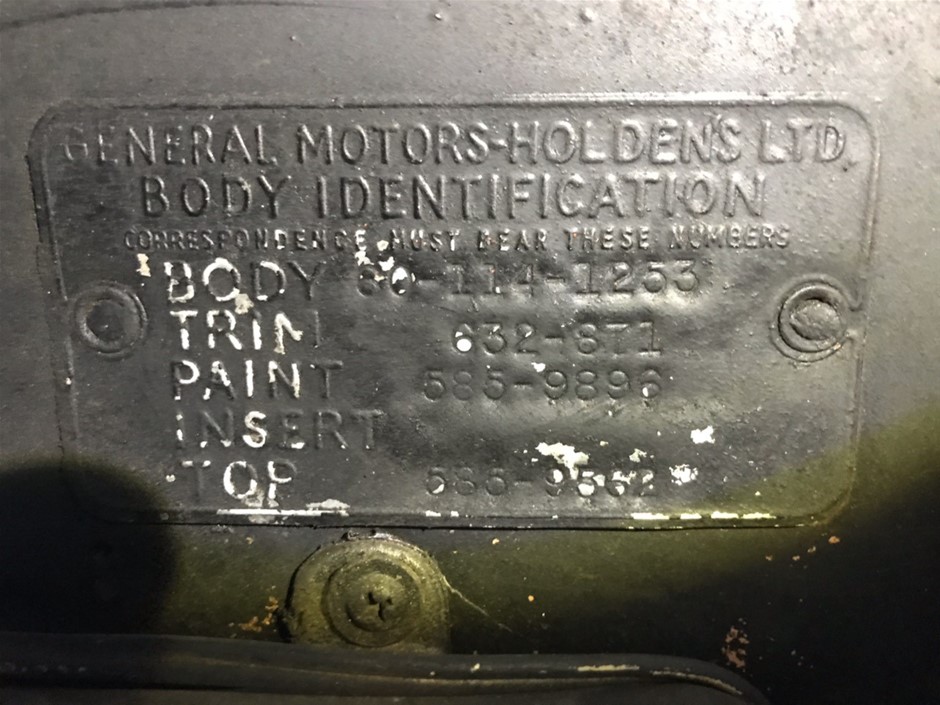 GENERAL MOTORS-HOLDEN'S LTD.
BODY IDENTIFICATION
CORRESPONDENCE MUST BEAR THESE NUMBERS
BODY 80-114-1253
TRIM 632-871
PAINT 585-9896
INSERT
TOP